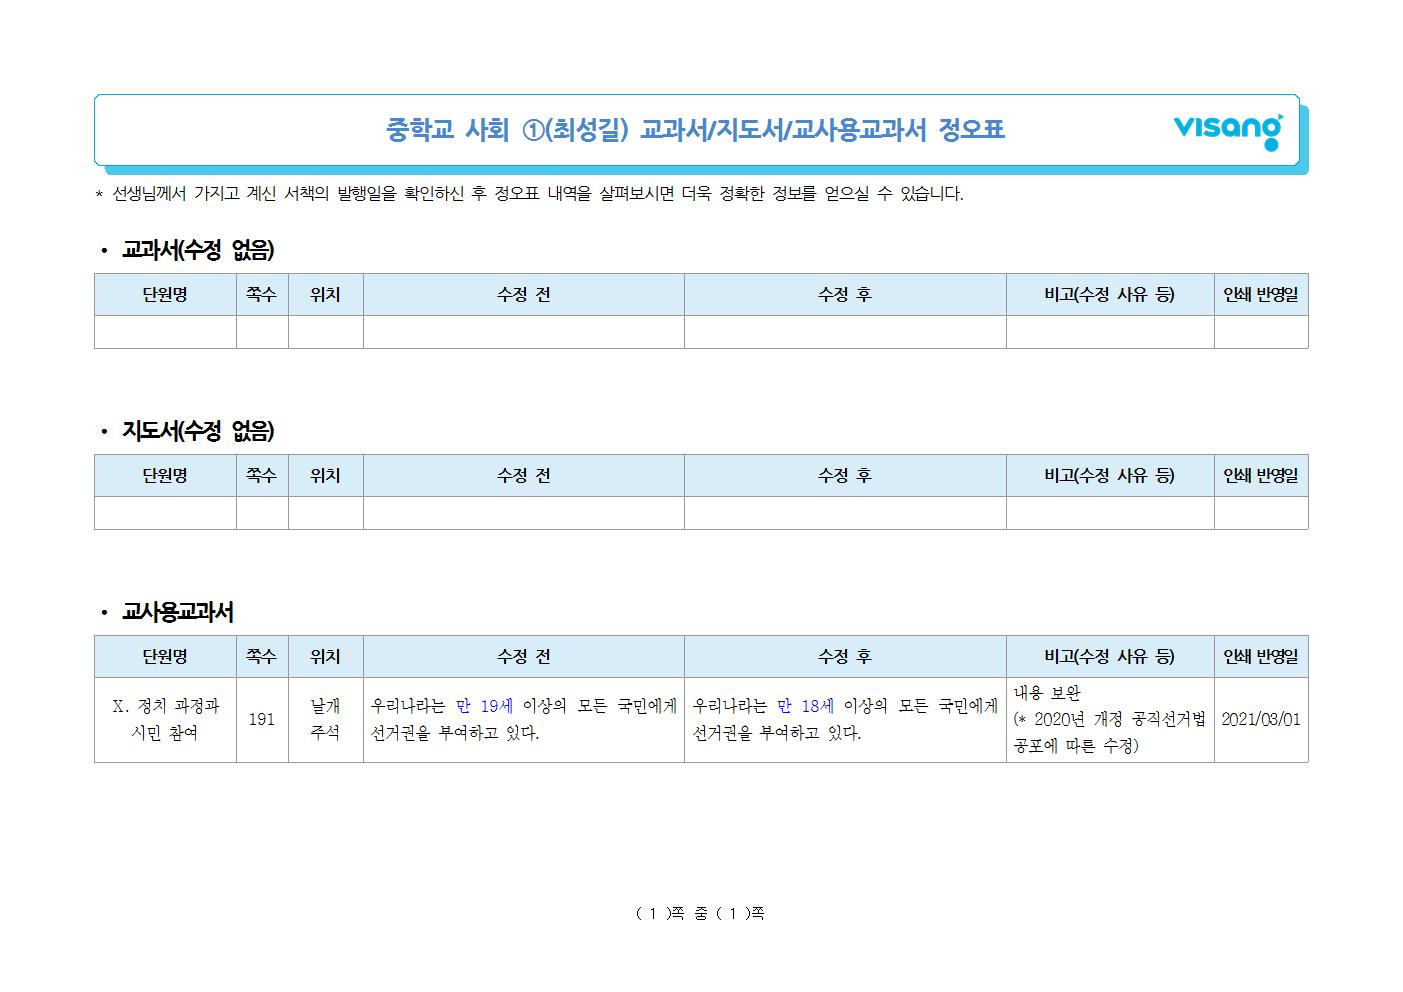 중학교 사회 ①(최성길) 교과서/지도서/교사용교과서 정오표
visang
* 선생님께서 가지고 계신 서책의 발행일을 확인하신 후 정오표 내역을 살펴보시면 더욱 정확한 정보를 얻으실 수 있습니다.
• 교과서(수정 없음)
단원명 쪽수 위치 수정 전 수정 후 비고(수정 사유 등) 인쇄 반영일
• 지도서(수정 없음)
단원명 쪽수 위치 수정 전 수정 후 비고(수정 사유 등) 인쇄 반영일
• 교사용교과서
단원명 쪽수 위치 수정 전 수정 후 비고(수정 사유 등) 인쇄 반영일
X. 정치 과정과
시민 참여
191
날개
주석
우리나라는 만 19세 이상의 모든 국민에게
선거권을 부여하고 있다.
우리나라는 만 18세 이상의 모든 국민에게
선거권을 부여하고 있다.
내용 보완
(* 2020년 개정 공직선거법
공포에 따른 수정)
2021/03/01
( 1 )쪽 중 ( 1 )쪽